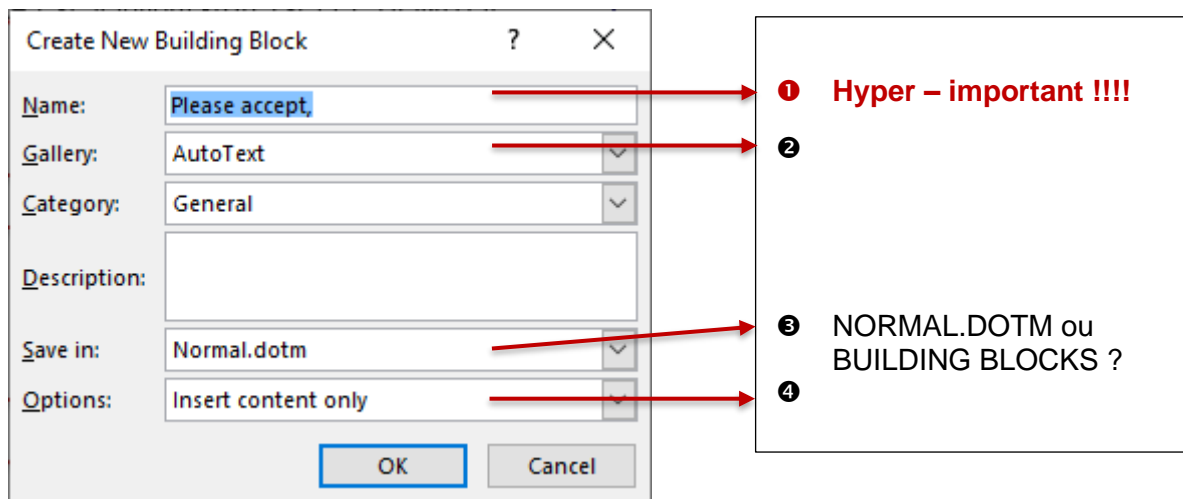 Create New Building Block ? ×
Name: Please accept,
Gallery: AutoText
Category: General
Description:
Save in: Normal.dotm
Options: Insert content only
OK Cancel
❶ Hyper – important !!!!
❷
❸ NORMAL.DOTM ou
BUILDING BLOCKS ?
❹